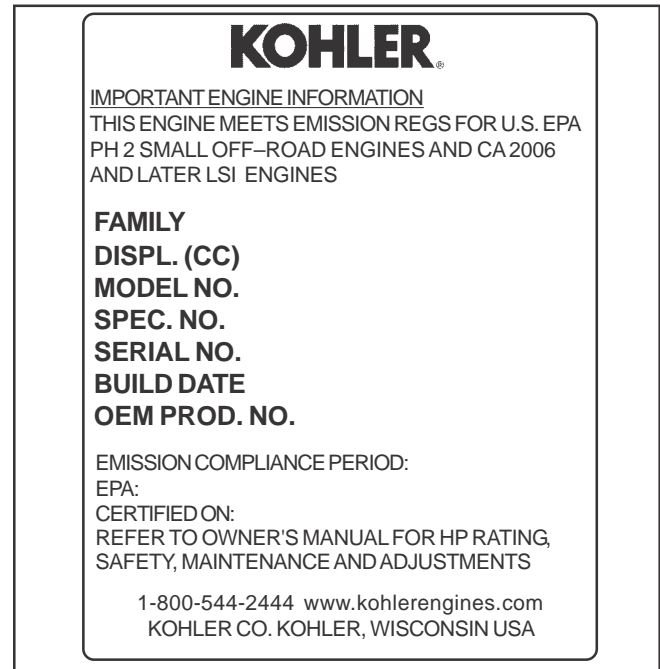 KOHLER®
IMPORTANT ENGINE INFORMATION
THIS ENGINE MEETS EMISSION REGS FOR U.S. EPA
PH 2 SMALL OFF–ROAD ENGINES AND CA 2006
AND LATER LSI ENGINES
FAMILY
DISPL. (CC)
MODEL NO.
SPEC. NO.
SERIAL NO.
BUILD DATE
OEM PROD. NO.
EMISSION COMPLIANCE PERIOD:
EPA:
CERTIFIED ON:
REFER TO OWNER'S MANUAL FOR HP RATING,
SAFETY, MAINTENANCE AND ADJUSTMENTS
1-800-544-2444 www.kohlerengines.com
KOHLER CO. KOHLER, WISCONSIN USA